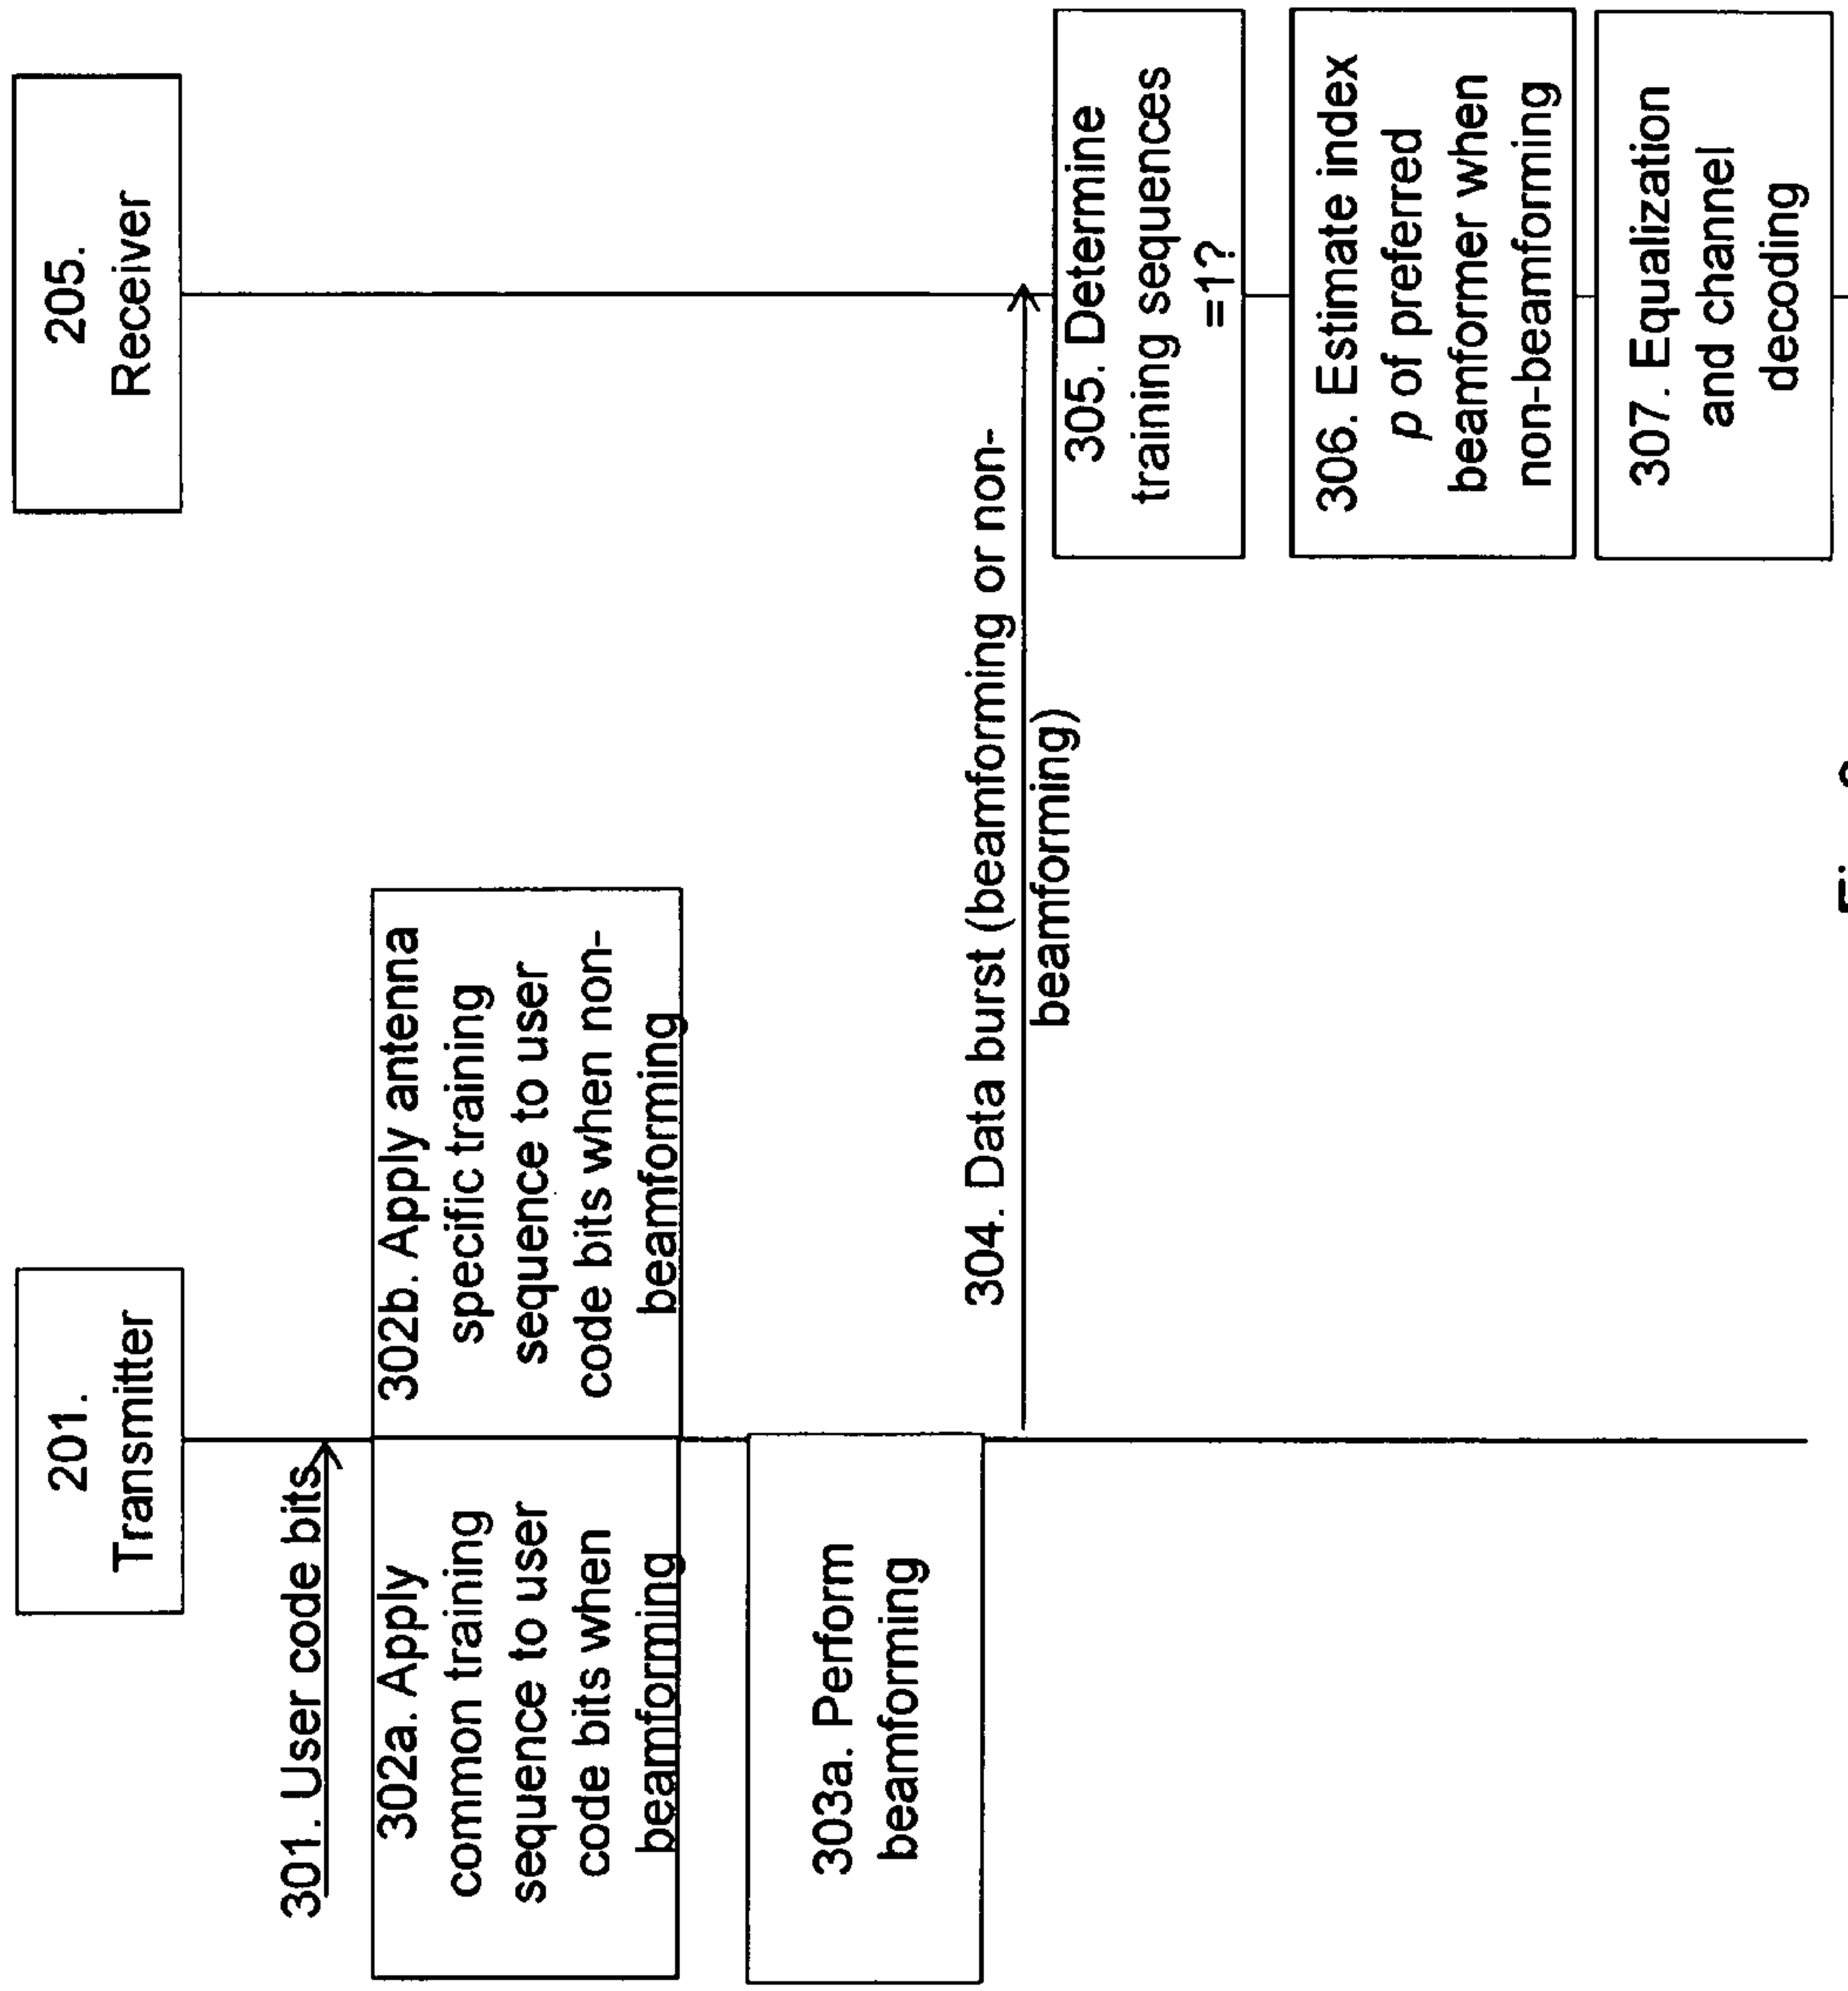 201.
Transmitter
205.
Receiver
301. User code bits
302a. Apply
common training
sequence to user
code bits when
beamforming
302b. Apply antenna
specific training
sequence to user
code bits when non-
beamforming
303a. Perform
beamforming
304. Data burst (beamforming or non-
beamforming)
305. Determine
training sequences
=1?
306. Estimate index
p of preferred
beamformer when
non-beamforming
307. Equalization
and channel
decoding